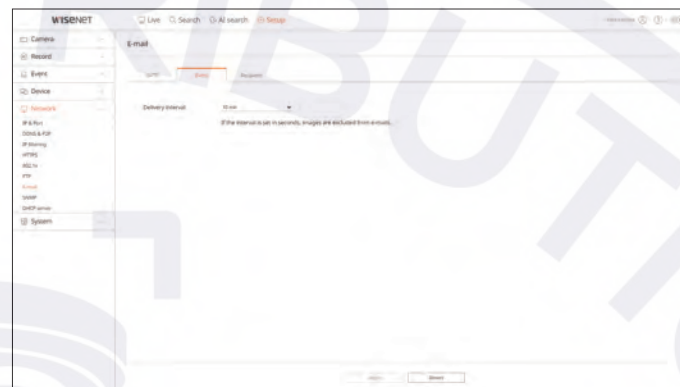 WISENET
Live Search AI search Setup
Camera
Record
Event
Device
Network
IP & Port
DDNS & P2P
IP filtering
HTTPS
802.1x
FTP
E-mail
SNMP
DHCP server
System
E-mail
SMTP Event Recipient
Delivery interval 10 min
If the interval is set in seconds, images are excluded from e-mails.
RIBUT